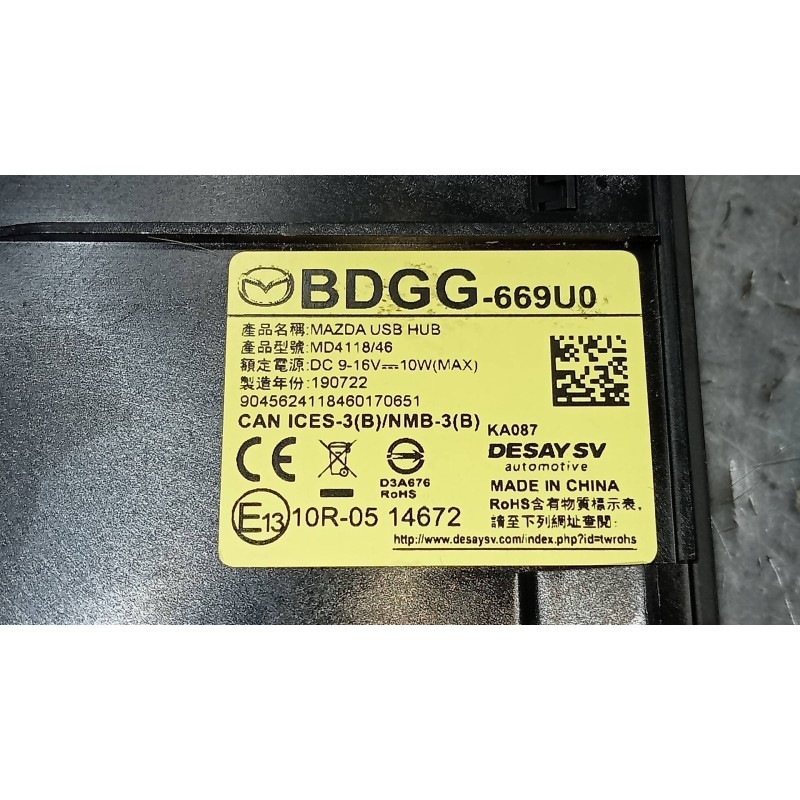 BDGG-669U0
產品名稱:MAZDA USB HUB
產品型號:MD4118/46
額定電源:DC 9-16V⎓10W(MAX)
製造年份:190722
9045624118460170651
CAN ICES-3(B)/NMB-3(B)
KA087
DESAY SV
automotive
CE
D3A676
RoHS
MADE IN CHINA
RoHS含有物質標示表,
請至下列網址查閱:
E13 10R-05 14672
http://www.desaysv.com/index.php?id=twrohs